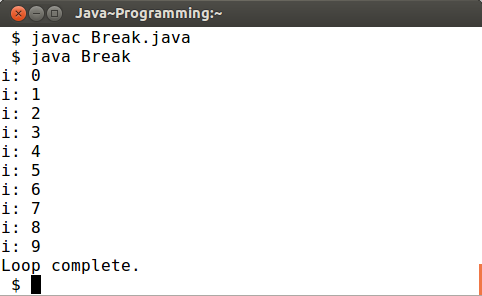 Java~Programming:~
$ javac Break.java
$ java Break
i: 0
i: 1
i: 2
i: 3
i: 4
i: 5
i: 6
i: 7
i: 8
i: 9
Loop complete.
$